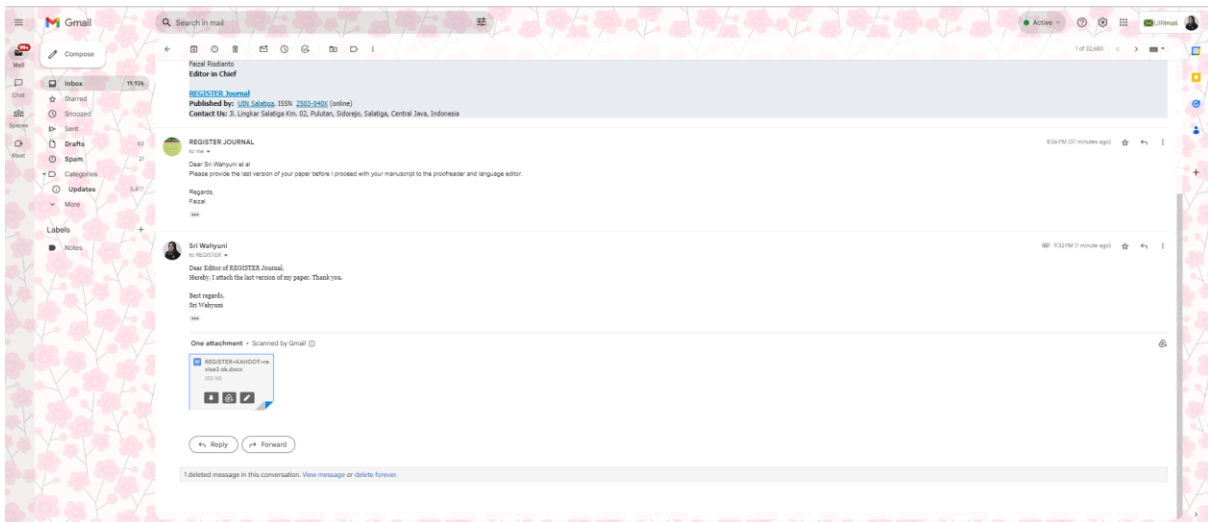 Gmail
Search in mail
Active
UIRmail
99+
Mail
Chat
Spaces
Meet
Compose
Inbox 19,926
Starred
Snoozed
Sent
Drafts 63
Spam 21
Categories
Updates
More
Labels
Notes
1 of 32,680
Faizal Risdianto
Editor in Chief
REGISTER Journal
Published by: UIN Salatiga, ISSN 2503-040X (online)
Contact Us: Jl. Lingkar Salatiga Km. 02, Pulutan, Sidorejo, Salatiga, Central Java, Indonesia
REGISTER JOURNAL
to me
(37 minutes ago)
Dear Sri Wahyuni et al
Please provide the last version of your paper before I proceed with your manuscript to the proofreader and language editor.
Regards,
Faizal
Sri Wahyuni
to REGISTER
9:32 PM (1 minute ago)
Dear Editor of REGISTER Journal,
Hereby, I attach the last version of my paper. Thank you.
Best regards,
Sri Wahyuni
One attachment • Scanned by Gmail
W REGISTER+KAHOOT+re
vise2 ok.docx
Reply
Forward
1 deleted message in this conversation. View message or delete forever.